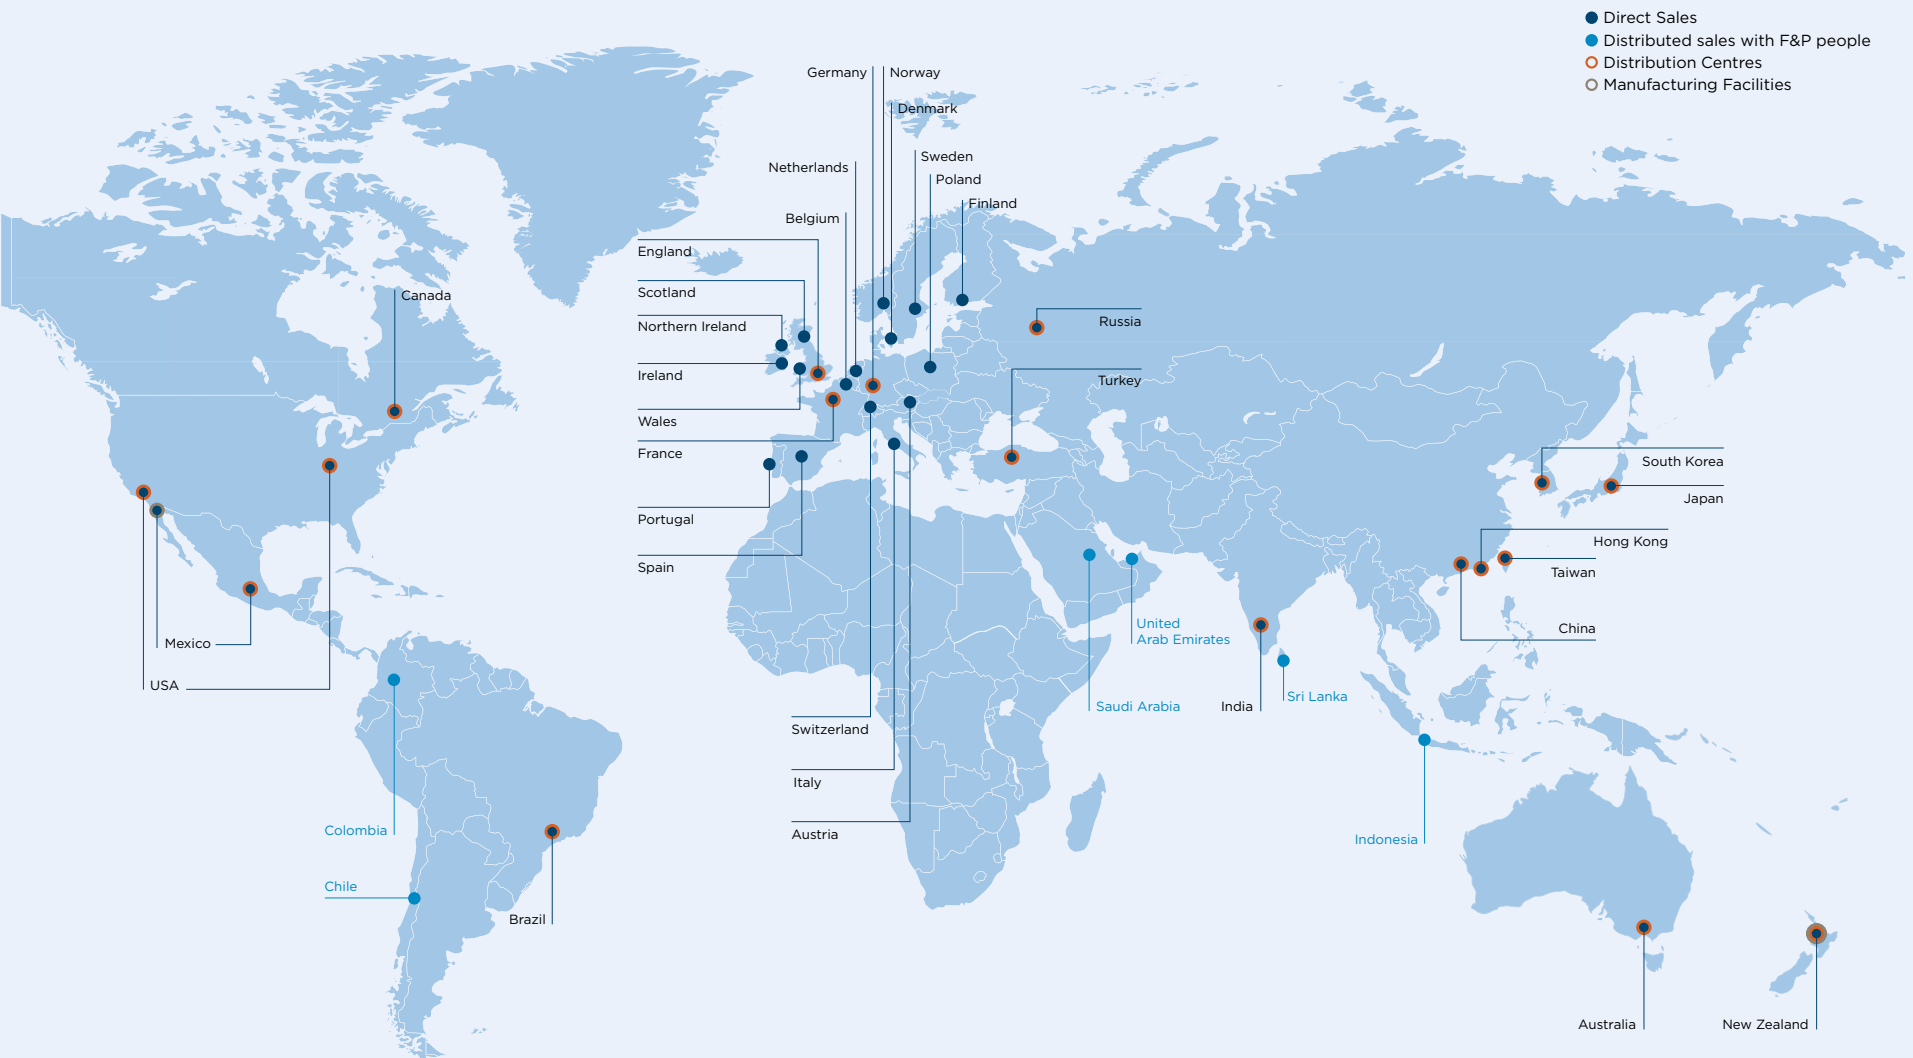 Direct Sales
Distributed sales with F&P people
Distribution Centres
Manufacturing Facilities
Germany
Norway
Denmark
Sweden
Netherlands
Poland
Finland
Belgium
England
Scotland
Canada
Northern Ireland
Russia
Ireland
Turkey
Wales
France
South Korea
Japan
Portugal
Hong Kong
Spain
Taiwan
United
Arab Emirates
China
Mexico
USA
Sri Lanka
Saudi Arabia
India
Switzerland
Italy
Colombia
Austria
Indonesia
Chile
Brazil
Australia
New Zealand